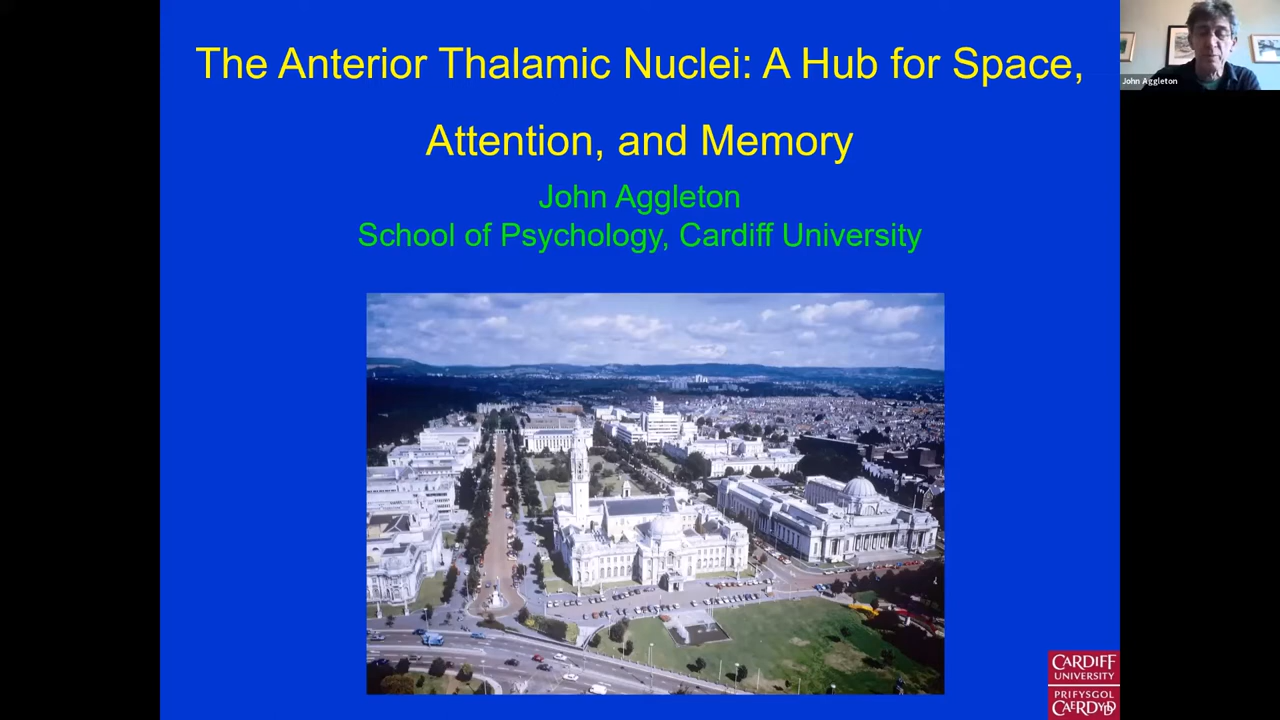 The Anterior Thalamic Nuclei: A Hub for Space,
Attention, and Memory
John Aggleton
School of Psychology, Cardiff University
John Aggleton
CARDIFF
UNIVERSITY
PRIFYSGOL
CAERDYDD